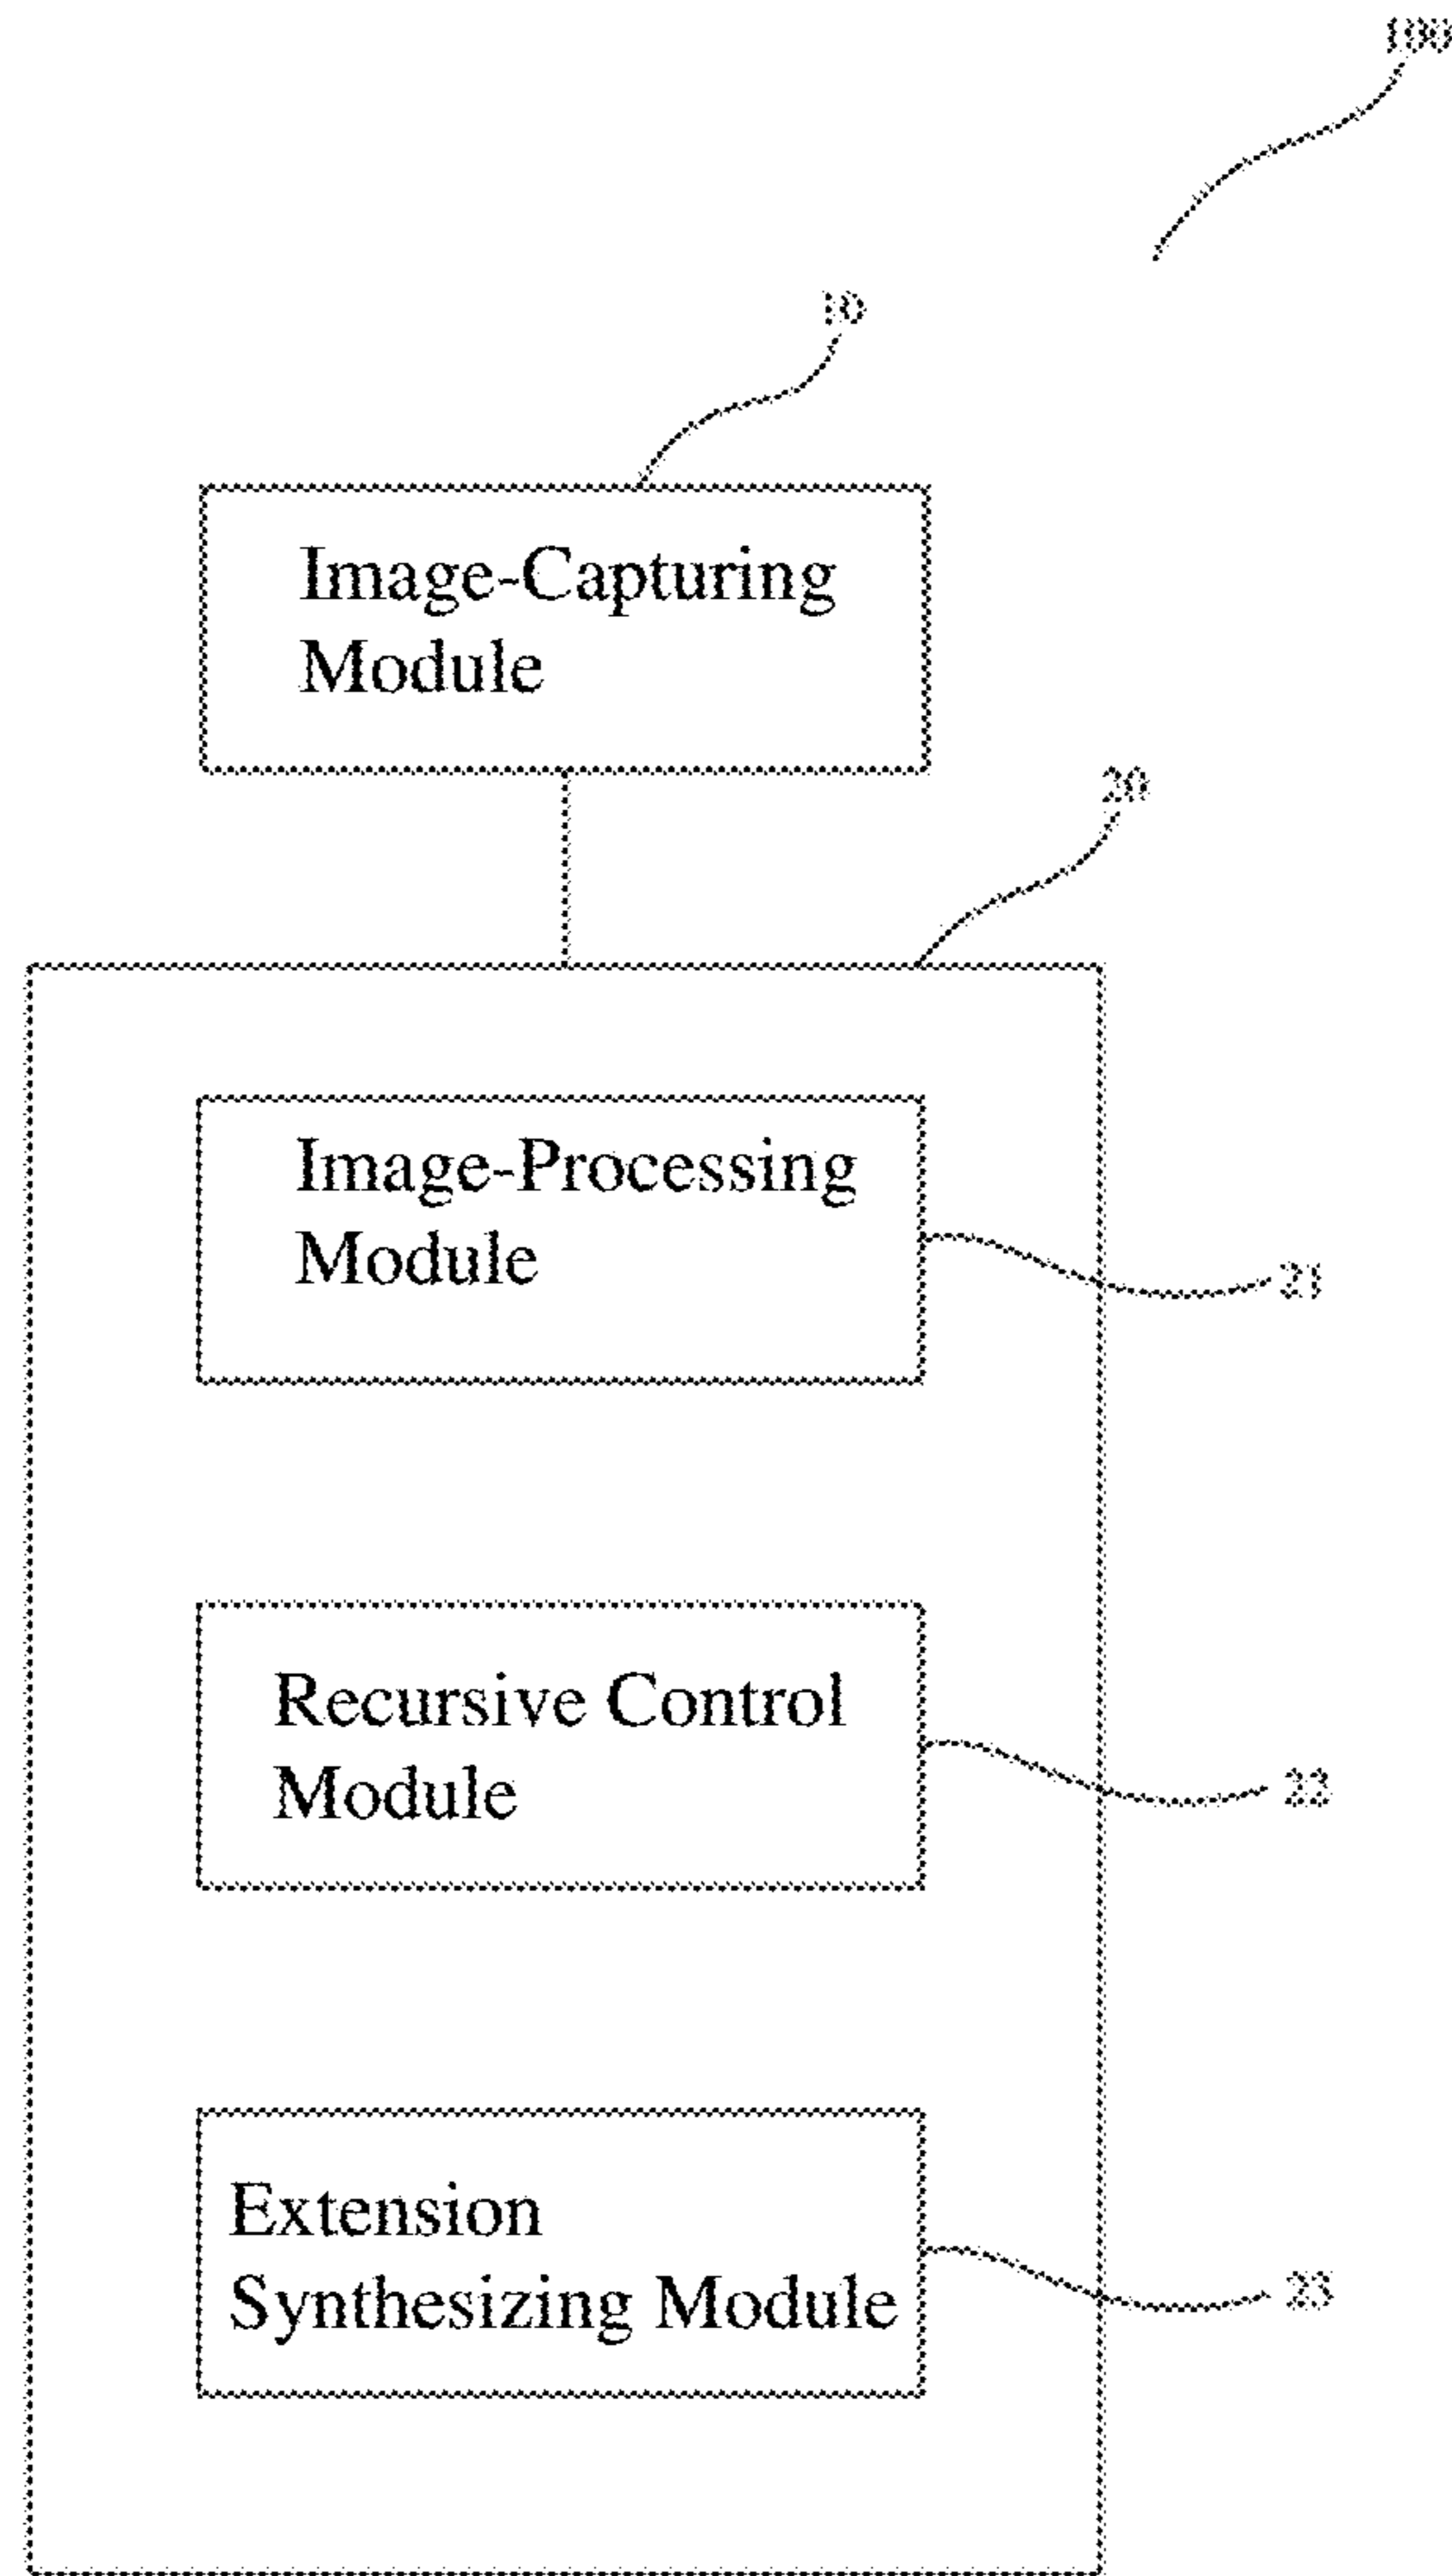 100
10
Image-Capturing
Module
20
Image-Processing
Module
21
Recursive Control
Module
22
Extension
Synthesizing Module
23